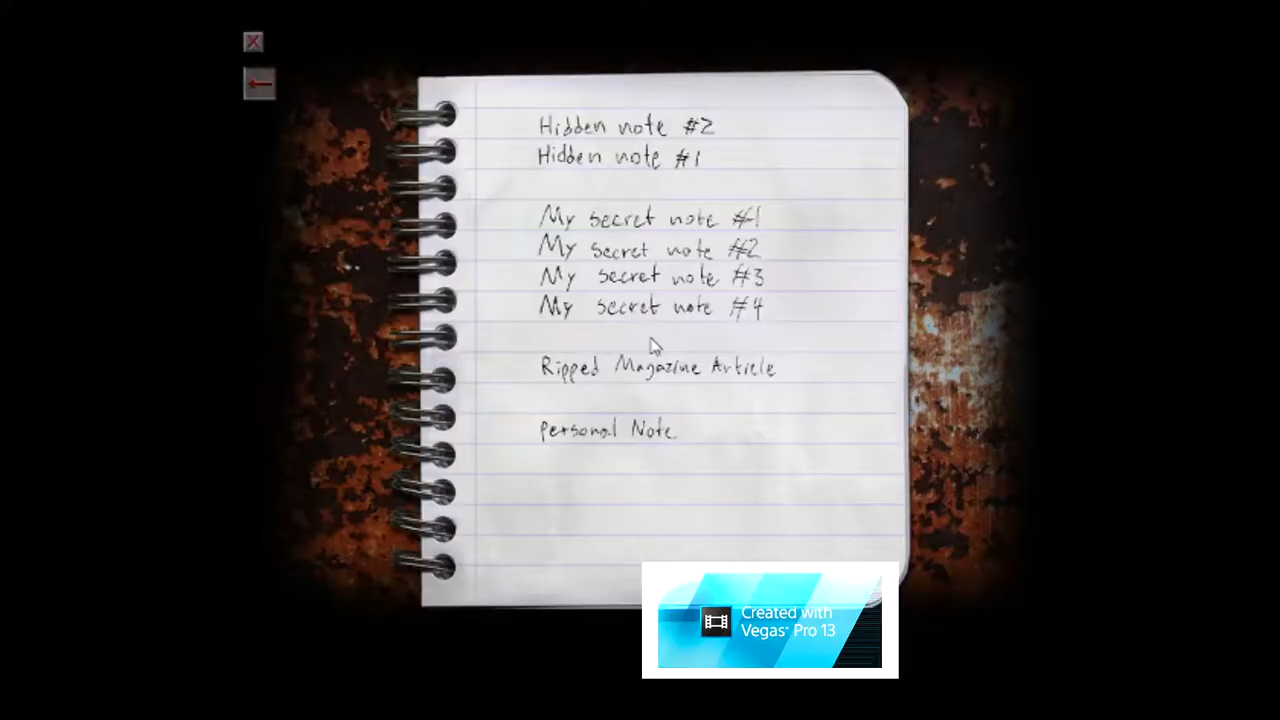 Hidden note #2
Hidden note #1
My secret note #1
My secret note #2
My secret note #3
My secret note #4
Ripped Magazine Article
Personal Note
Created with
Vegas® Pro 13